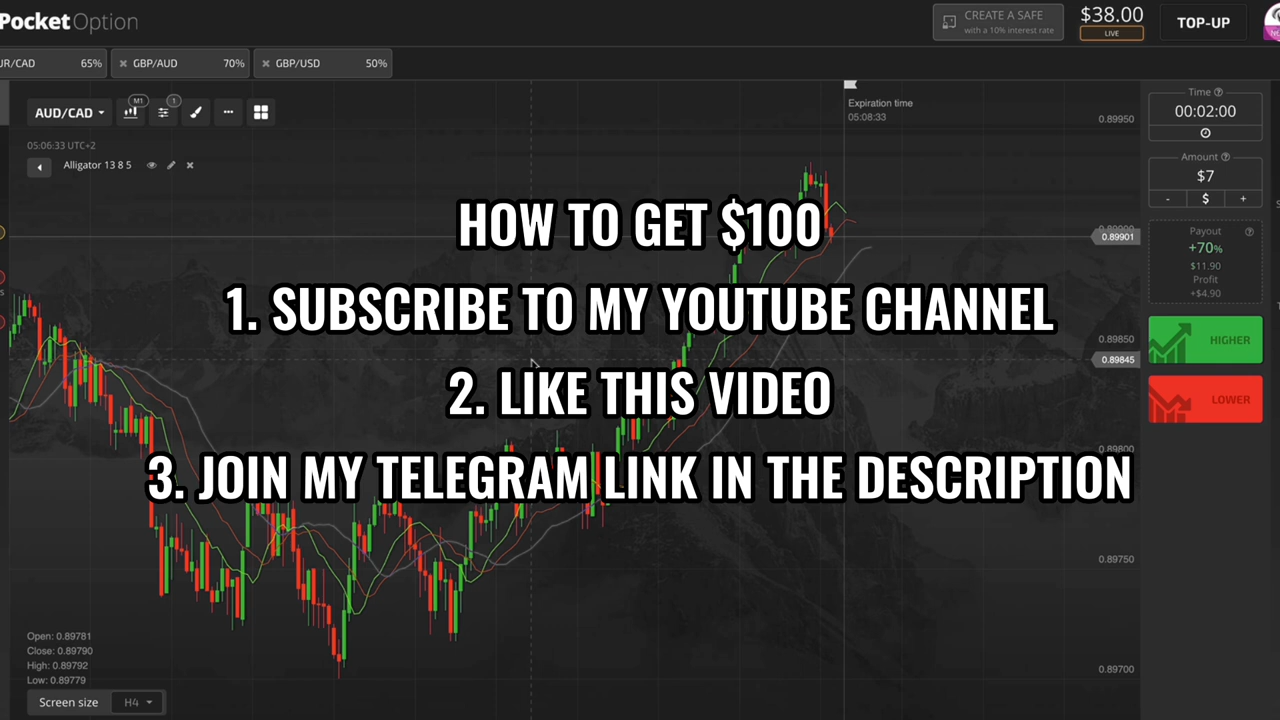 PocketOption
CREATE A SAFE
with a 10% interest rate
$38.00
LIVE
TOP-UP
UR/CAD 65%
GBP/AUD 70%
GBP/USD 50%
AUD/CAD
M1
1
Expiration time
05:08:33
0.89950
Time
00:02:00
05:06:33 UTC+2
Alligator 13 8 5
Amount
$7
- $ +
HOW TO GET $100
0.89901
Payout
+70%
$11.90
Profit
+$4.90
1. SUBSCRIBE TO MY YOUTUBE CHANNEL
0.89850
HIGHER
0.89845
2. LIKE THIS VIDEO
LOWER
0.89800
3. JOIN MY TELEGRAM LINK IN THE DESCRIPTION
0.89750
Open: 0.89781
Close: 0.89790
High: 0.89792
Low: 0.89779
0.89700
Screen size H4